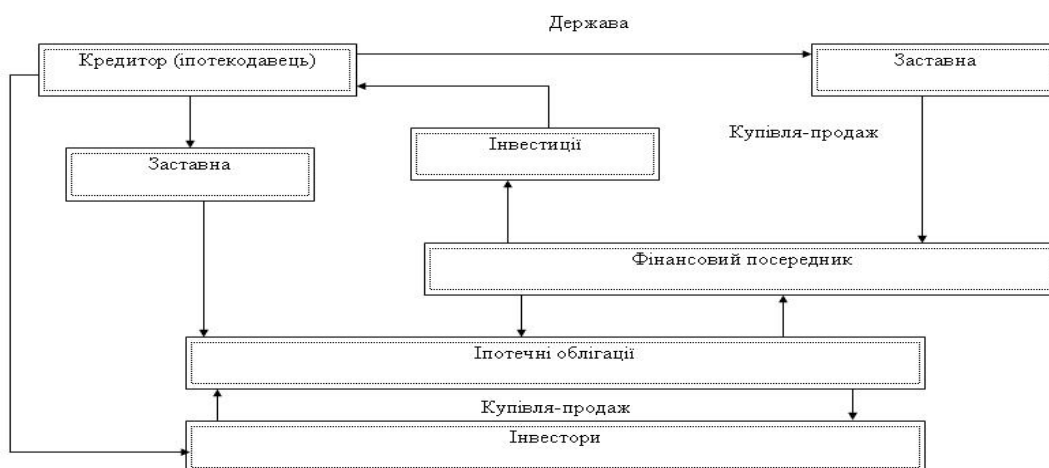 Держава
Кредитор (іпотекодавець)
Заставна
Купівля-продаж
Інвестиції
Заставна
Фінансовий посередник
Іпотечні облігації
Купівля-продаж
Інвестори